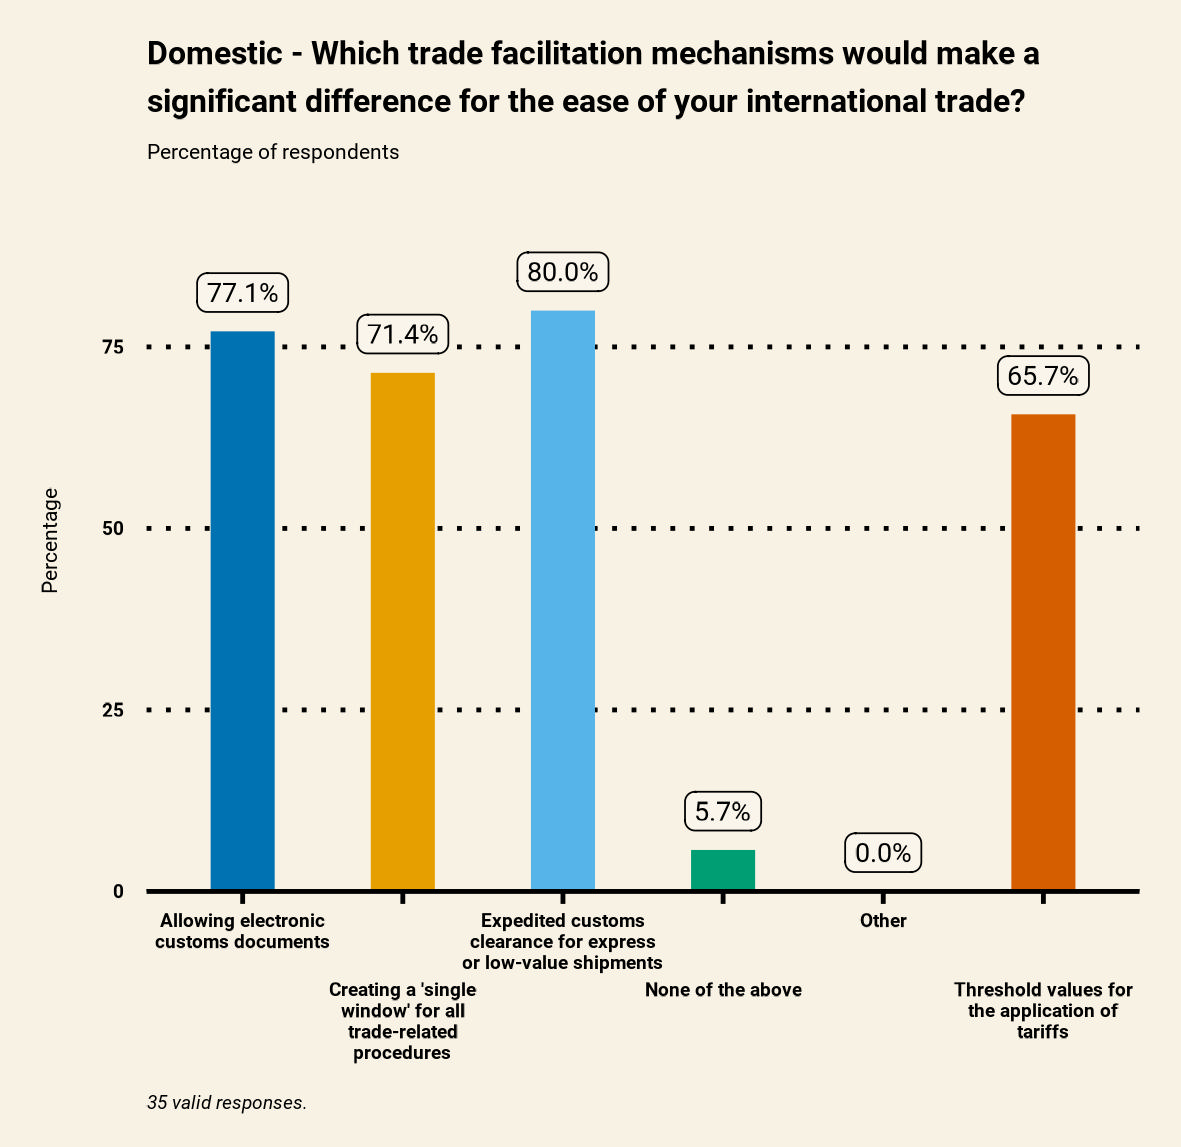 Domestic - Which trade facilitation mechanisms would make a
significant difference for the ease of your international trade?
Percentage of respondents
80.0%
77.1%
71.4%
65.7%
5.7%
0.0%
75
50
25
0
Percentage
Allowing electronic
customs documents
Creating a 'single
window' for all
trade-related
procedures
Expedited customs
clearance for express
or low-value shipments
None of the above
Other
Threshold values for
the application of
tariffs
35 valid responses.